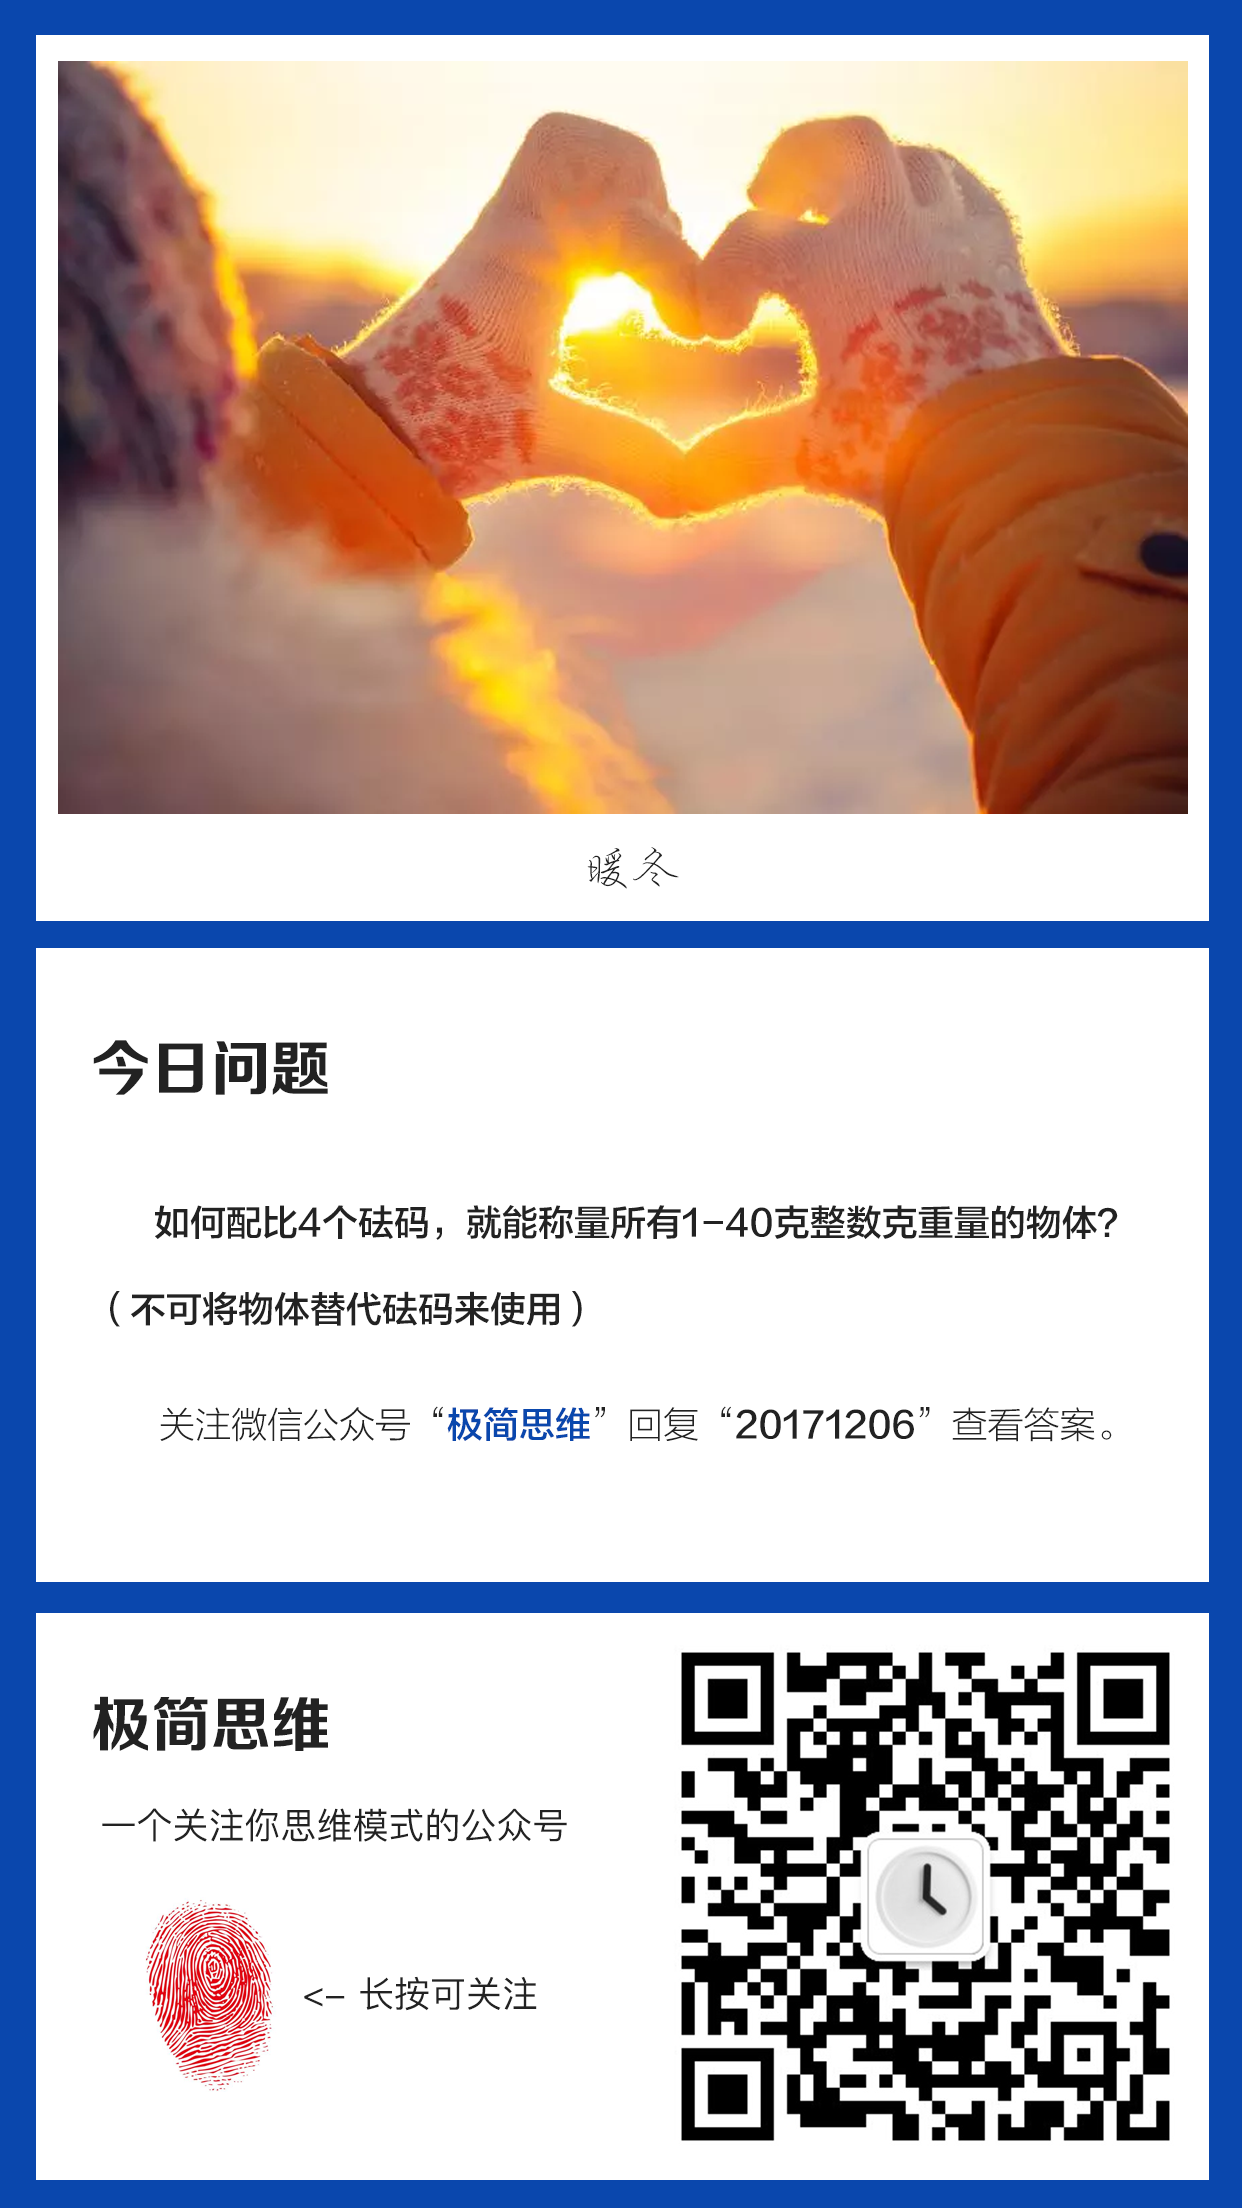 暖冬
今日问题
如何配比4个砝码，就能称量所有1-40克整数克重量的物体?
（不可将物体替代砝码来使用）
关注微信公众号“极简思维”回复“20171206”查看答案。
极简思维
一个关注你思维模式的公众号
<- 长按可关注